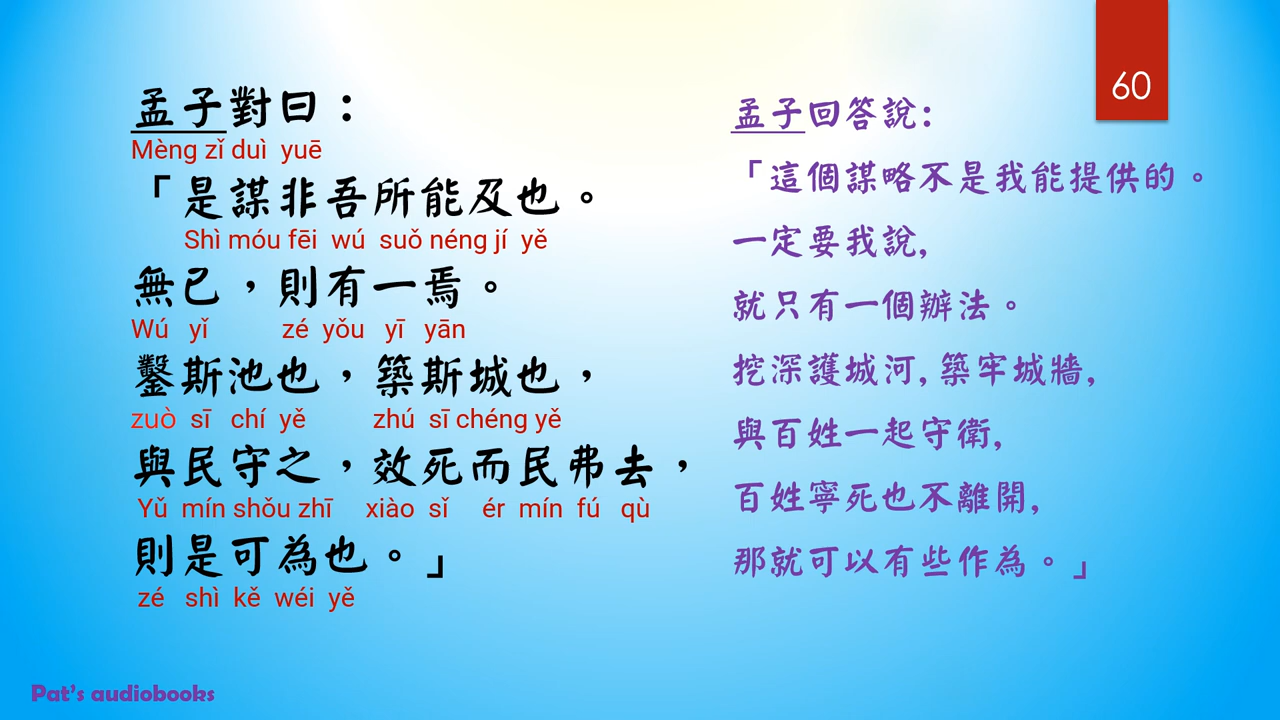 60
孟子對曰：
Mèng zǐ duì yuē
「是謀非吾所能及也。
Shì móu fēi wú suǒ néng jí yě
無已，則有一焉。
Wú yǐ zé yǒu yī yān
鑿斯池也，築斯城也，
zuò sī chí yě zhú sī chéng yě
與民守之，效死而民弗去，
Yǔ mín shǒu zhī xiào sǐ ér mín fú qù
則是可為也。」
zé shì kě wéi yě
孟子回答說:
「這個謀略不是我能提供的。
一定要我說,
就只有一個辦法。
挖深護城河,築牢城牆,
與百姓一起守衛,
百姓寧死也不離開,
那就可以有些作為。」
Pat's audiobooks